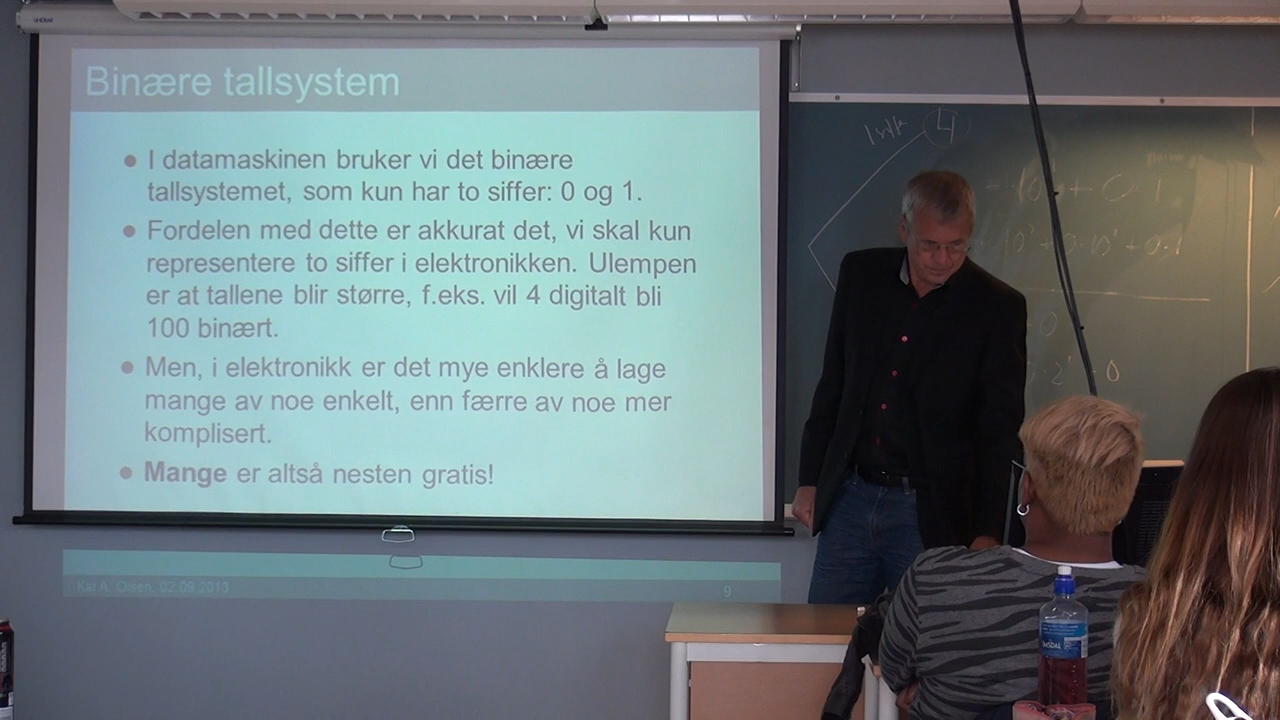 Binære tallsystem
● I datamaskinen bruker vi det binære
tallsystemet, som kun har to siffer: 0 og 1.
● Fordelen med dette er akkurat det, vi skal kun
representere to siffer i elektronikken. Ulempen
er at tallene blir større, f.eks. vil 4 digitalt bli
100 binært.
● Men, i elektronikk er det mye enklere å lage
mange av noe enkelt, enn færre av noe mer
komplisert.
● Mange er altså nesten gratis!
Kai A. Olsen, 02.09.2013
9
4